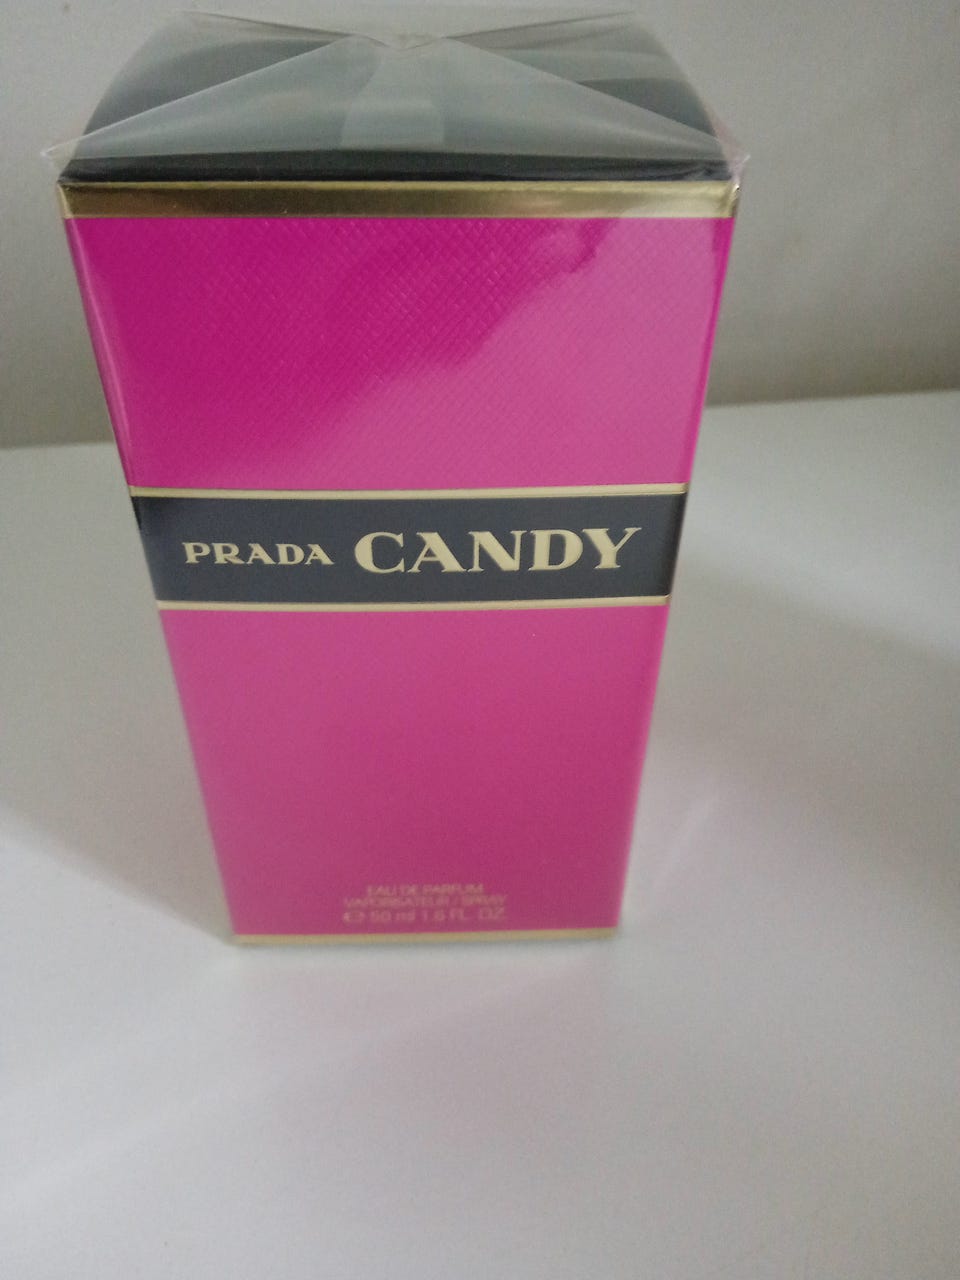 PRADA CANDY
EAU DE PARFUM
VAPORISATEUR / SPRAY
℮ 50 ml 1.6 FL. OZ